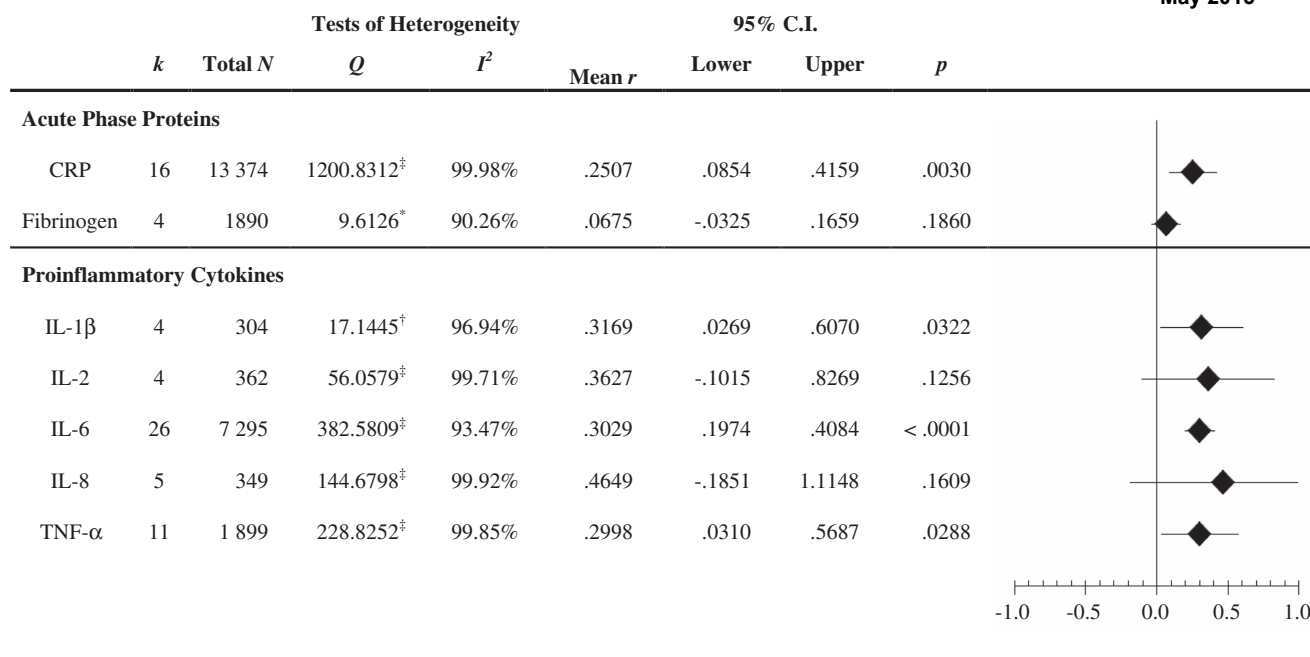 May 2016
Tests of Heterogeneity 95% C.I.
k Total N Q I² Mean r Lower Upper p
Acute Phase Proteins
CRP 16 13 374 1200.8312‡ 99.98% .2507 .0854 .4159 .0030
Fibrinogen 4 1890 9.6126* 90.26% .0675 -.0325 .1659 .1860
Proinflammatory Cytokines
IL-1β 4 304 17.1445† 96.94% .3169 .0269 .6070 .0322
IL-2 4 362 56.0579‡ 99.71% .3627 -.1015 .8269 .1256
IL-6 26 7 295 382.5809‡ 93.47% .3029 .1974 .4084 < .0001
IL-8 5 349 144.6798‡ 99.92% .4649 -.1851 1.1148 .1609
TNF-α 11 1 899 228.8252‡ 99.85% .2998 .0310 .5687 .0288
-1.0 -0.5 0.0 0.5 1.0